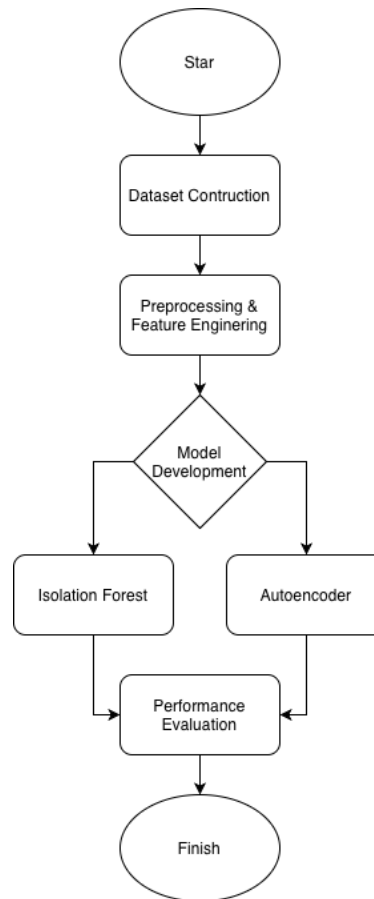 Star
Dataset Contruction
Preprocessing &
Feature Enginering
Model
Development
Isolation Forest
Autoencoder
Performance
Evaluation
Finish